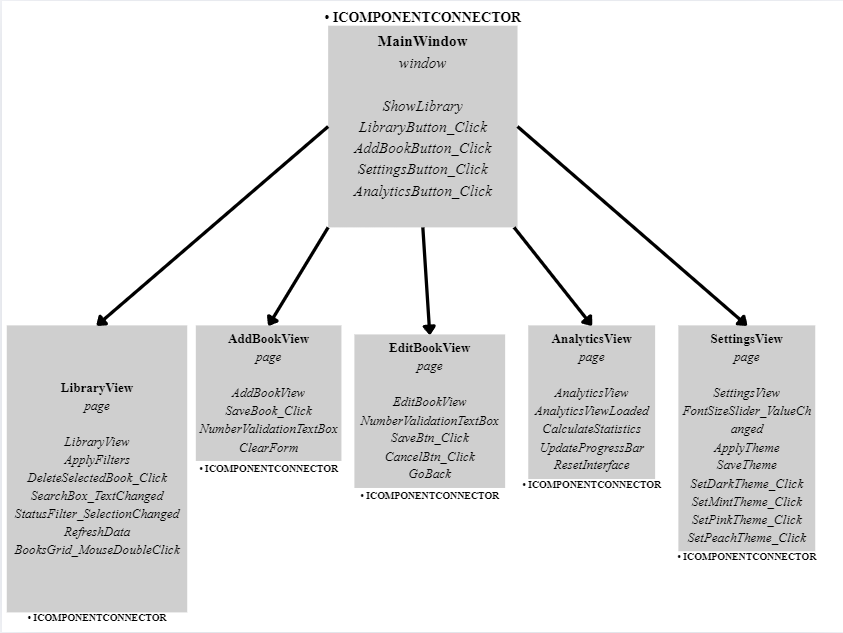 • ICOMPONENTCONNECTOR
MainWindow
window
ShowLibrary
LibraryButton_Click
AddBookButton_Click
SettingsButton_Click
AnalyticsButton_Click
LibraryView
page
LibraryView
ApplyFilters
DeleteSelectedBook_Click
SearchBox_TextChanged
StatusFilter_SelectionChanged
RefreshData
BooksGrid_MouseDoubleClick
• ICOMPONENTCONNECTOR
AddBookView
page
AddBookView
SaveBook_Click
NumberValidationTextBox
ClearForm
• ICOMPONENTCONNECTOR
EditBookView
page
EditBookView
NumberValidationTextBox
SaveBtn_Click
CancelBtn_Click
GoBack
• ICOMPONENTCONNECTOR
AnalyticsView
page
AnalyticsView
AnalyticsViewLoaded
CalculateStatistics
UpdateProgressBar
ResetInterface
• ICOMPONENTCONNECTOR
SettingsView
page
SettingsView
FontSizeSlider_ValueCh
anged
ApplyTheme
SaveTheme
SetDarkTheme_Click
SetMintTheme_Click
SetPinkTheme_Click
SetPeachTheme_Click
• ICOMPONENTCONNECTOR